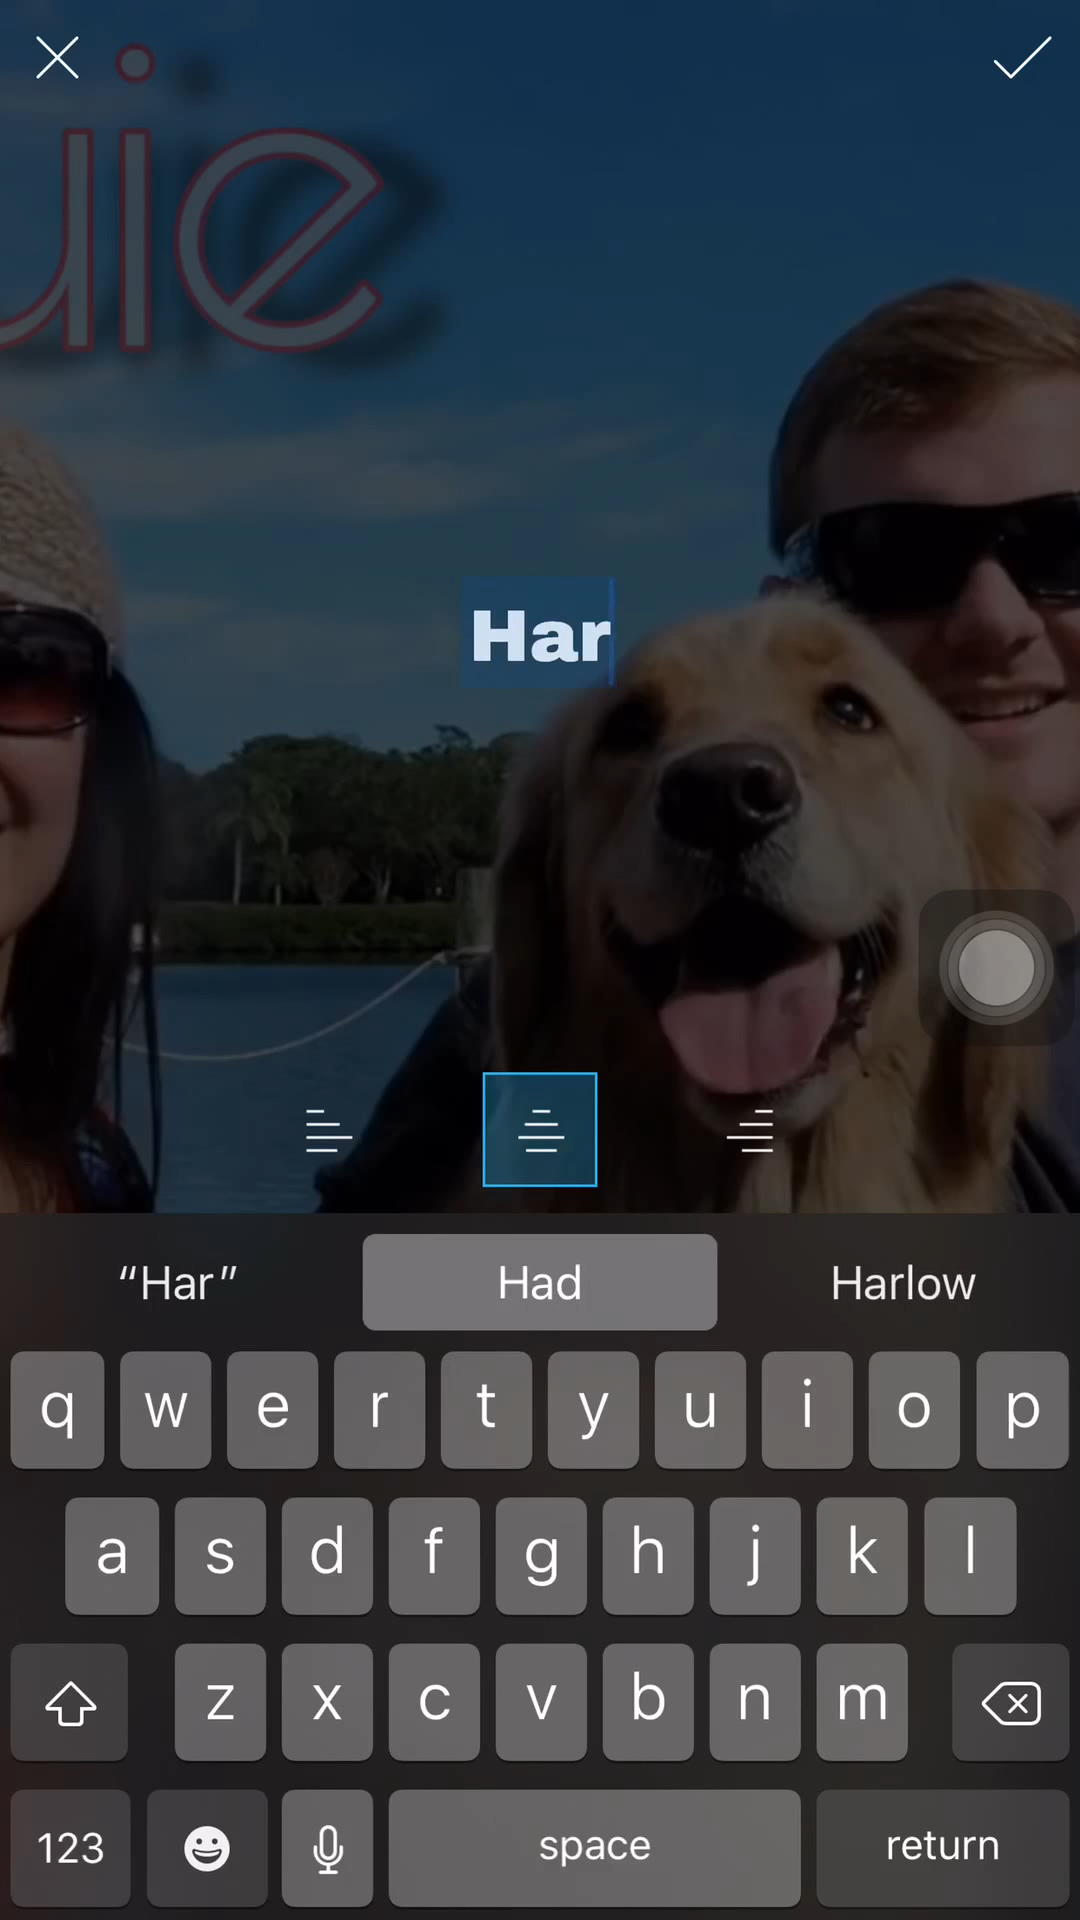 uie
Har
“Har” Had Harlow
q w e r t y u i o p
a s d f g h j k l
z x c v b n m
123 space return